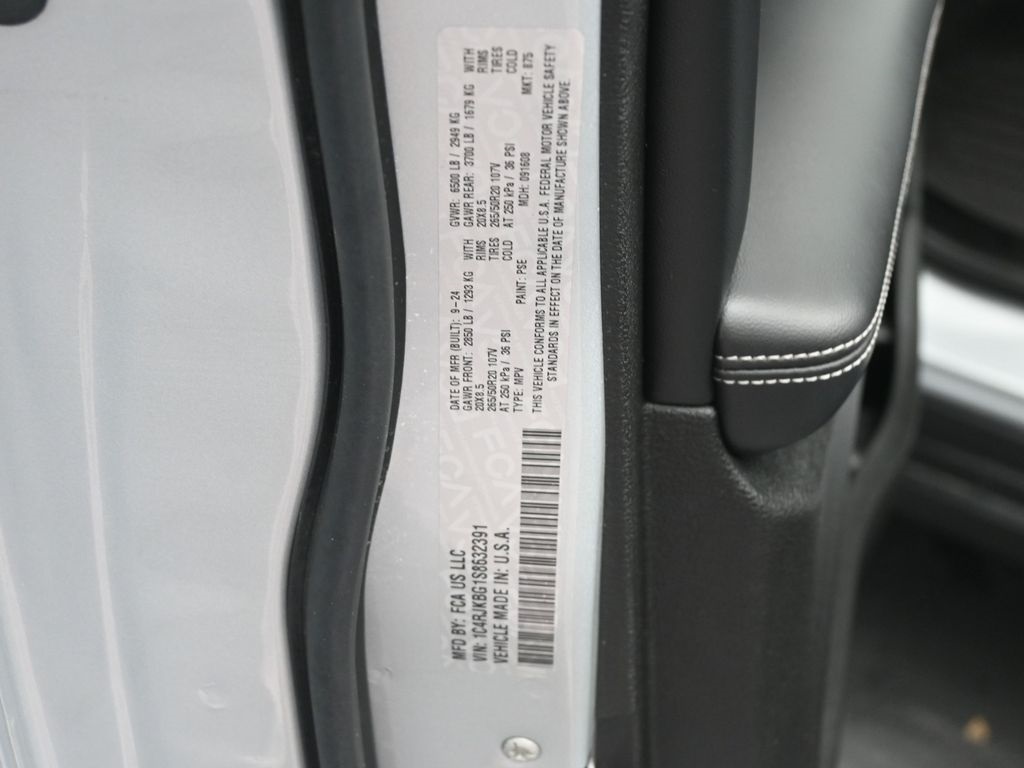 MFD BY: FCA US LLC
VIN: 1C4RJKBG1S8632391
VEHICLE MADE IN: U.S.A.
DATE OF MFR (BUILT): 9-24 GVWR: 6500 LB / 2949 KG
GAWR FRONT: 2850 LB / 1293 KG WITH GAWR REAR: 3700 LB / 1679 KG WITH
20X8.5 RIMS 20X8.5 RIMS
265/50R20 107V TIRES 265/50R20 107V TIRES
AT 250 kPa / 36 PSI COLD AT 250 kPa / 36 PSI COLD
TYPE: MPV PAINT: PSE MDH: 091608 MKT: 875
THIS VEHICLE CONFORMS TO ALL APPLICABLE U.S.A. FEDERAL MOTOR VEHICLE SAFETY
STANDARDS IN EFFECT ON THE DATE OF MANUFACTURE SHOWN ABOVE.